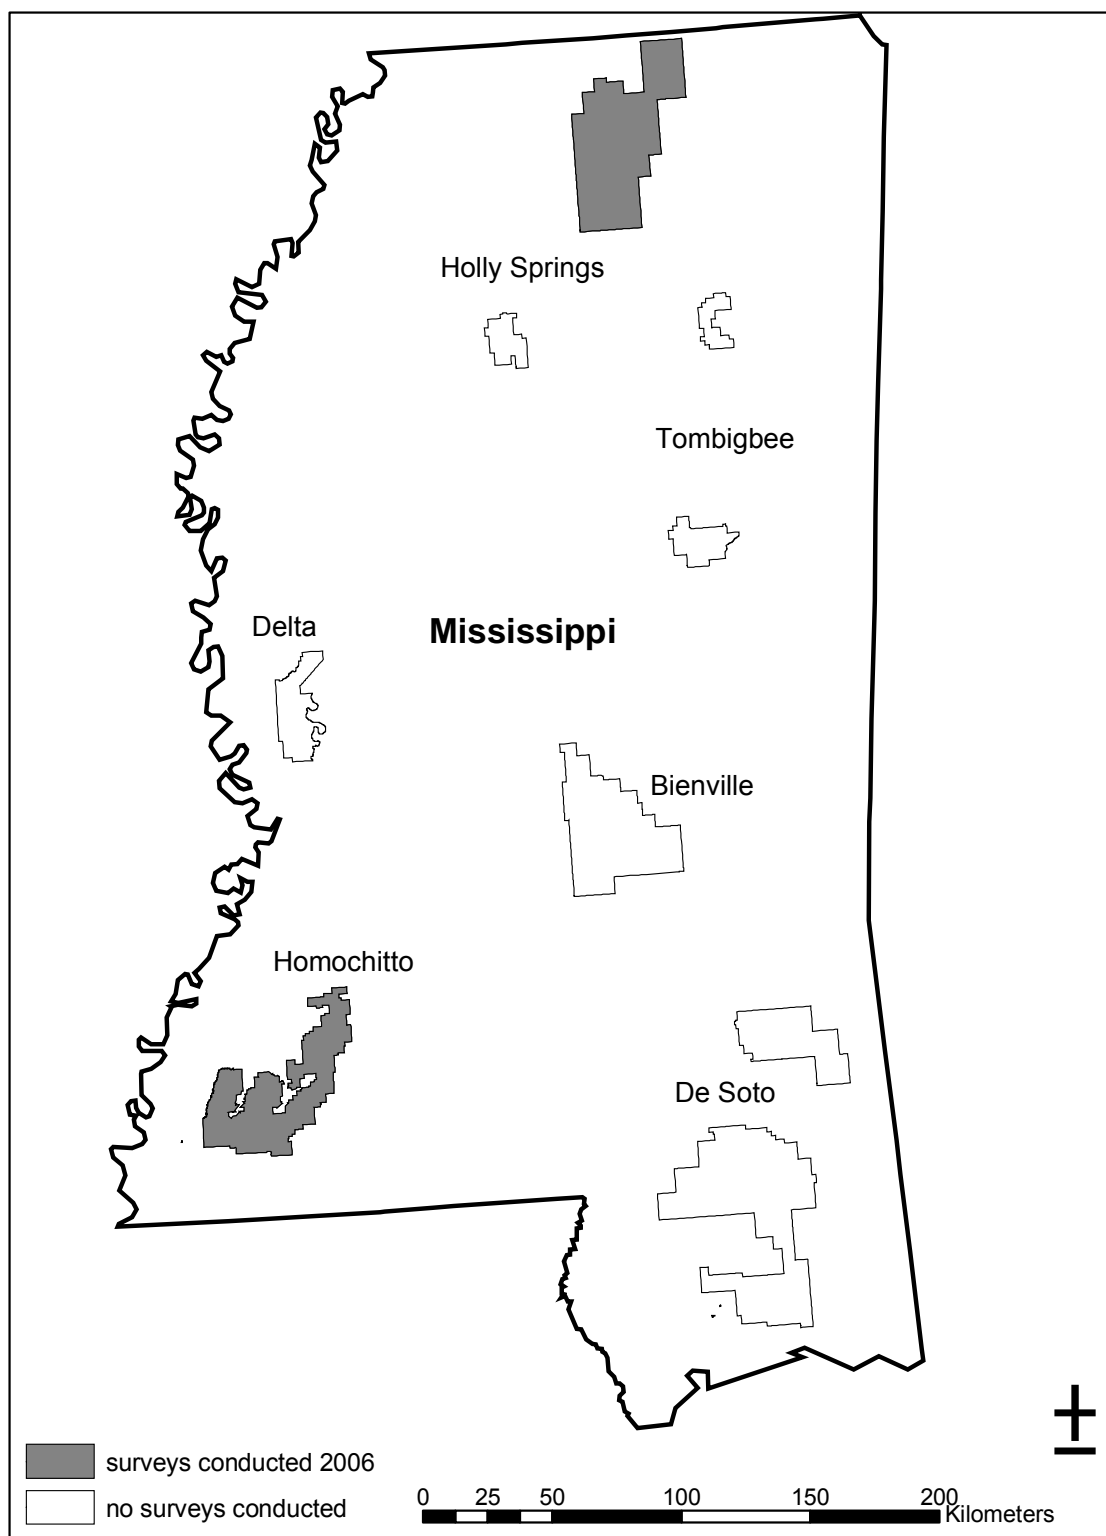 Holly Springs
Tombigbee
Delta
Mississippi
Bienville
Homochitto
De Soto
surveys conducted 2006
no surveys conducted
0 25 50 100 150 200
Kilometers